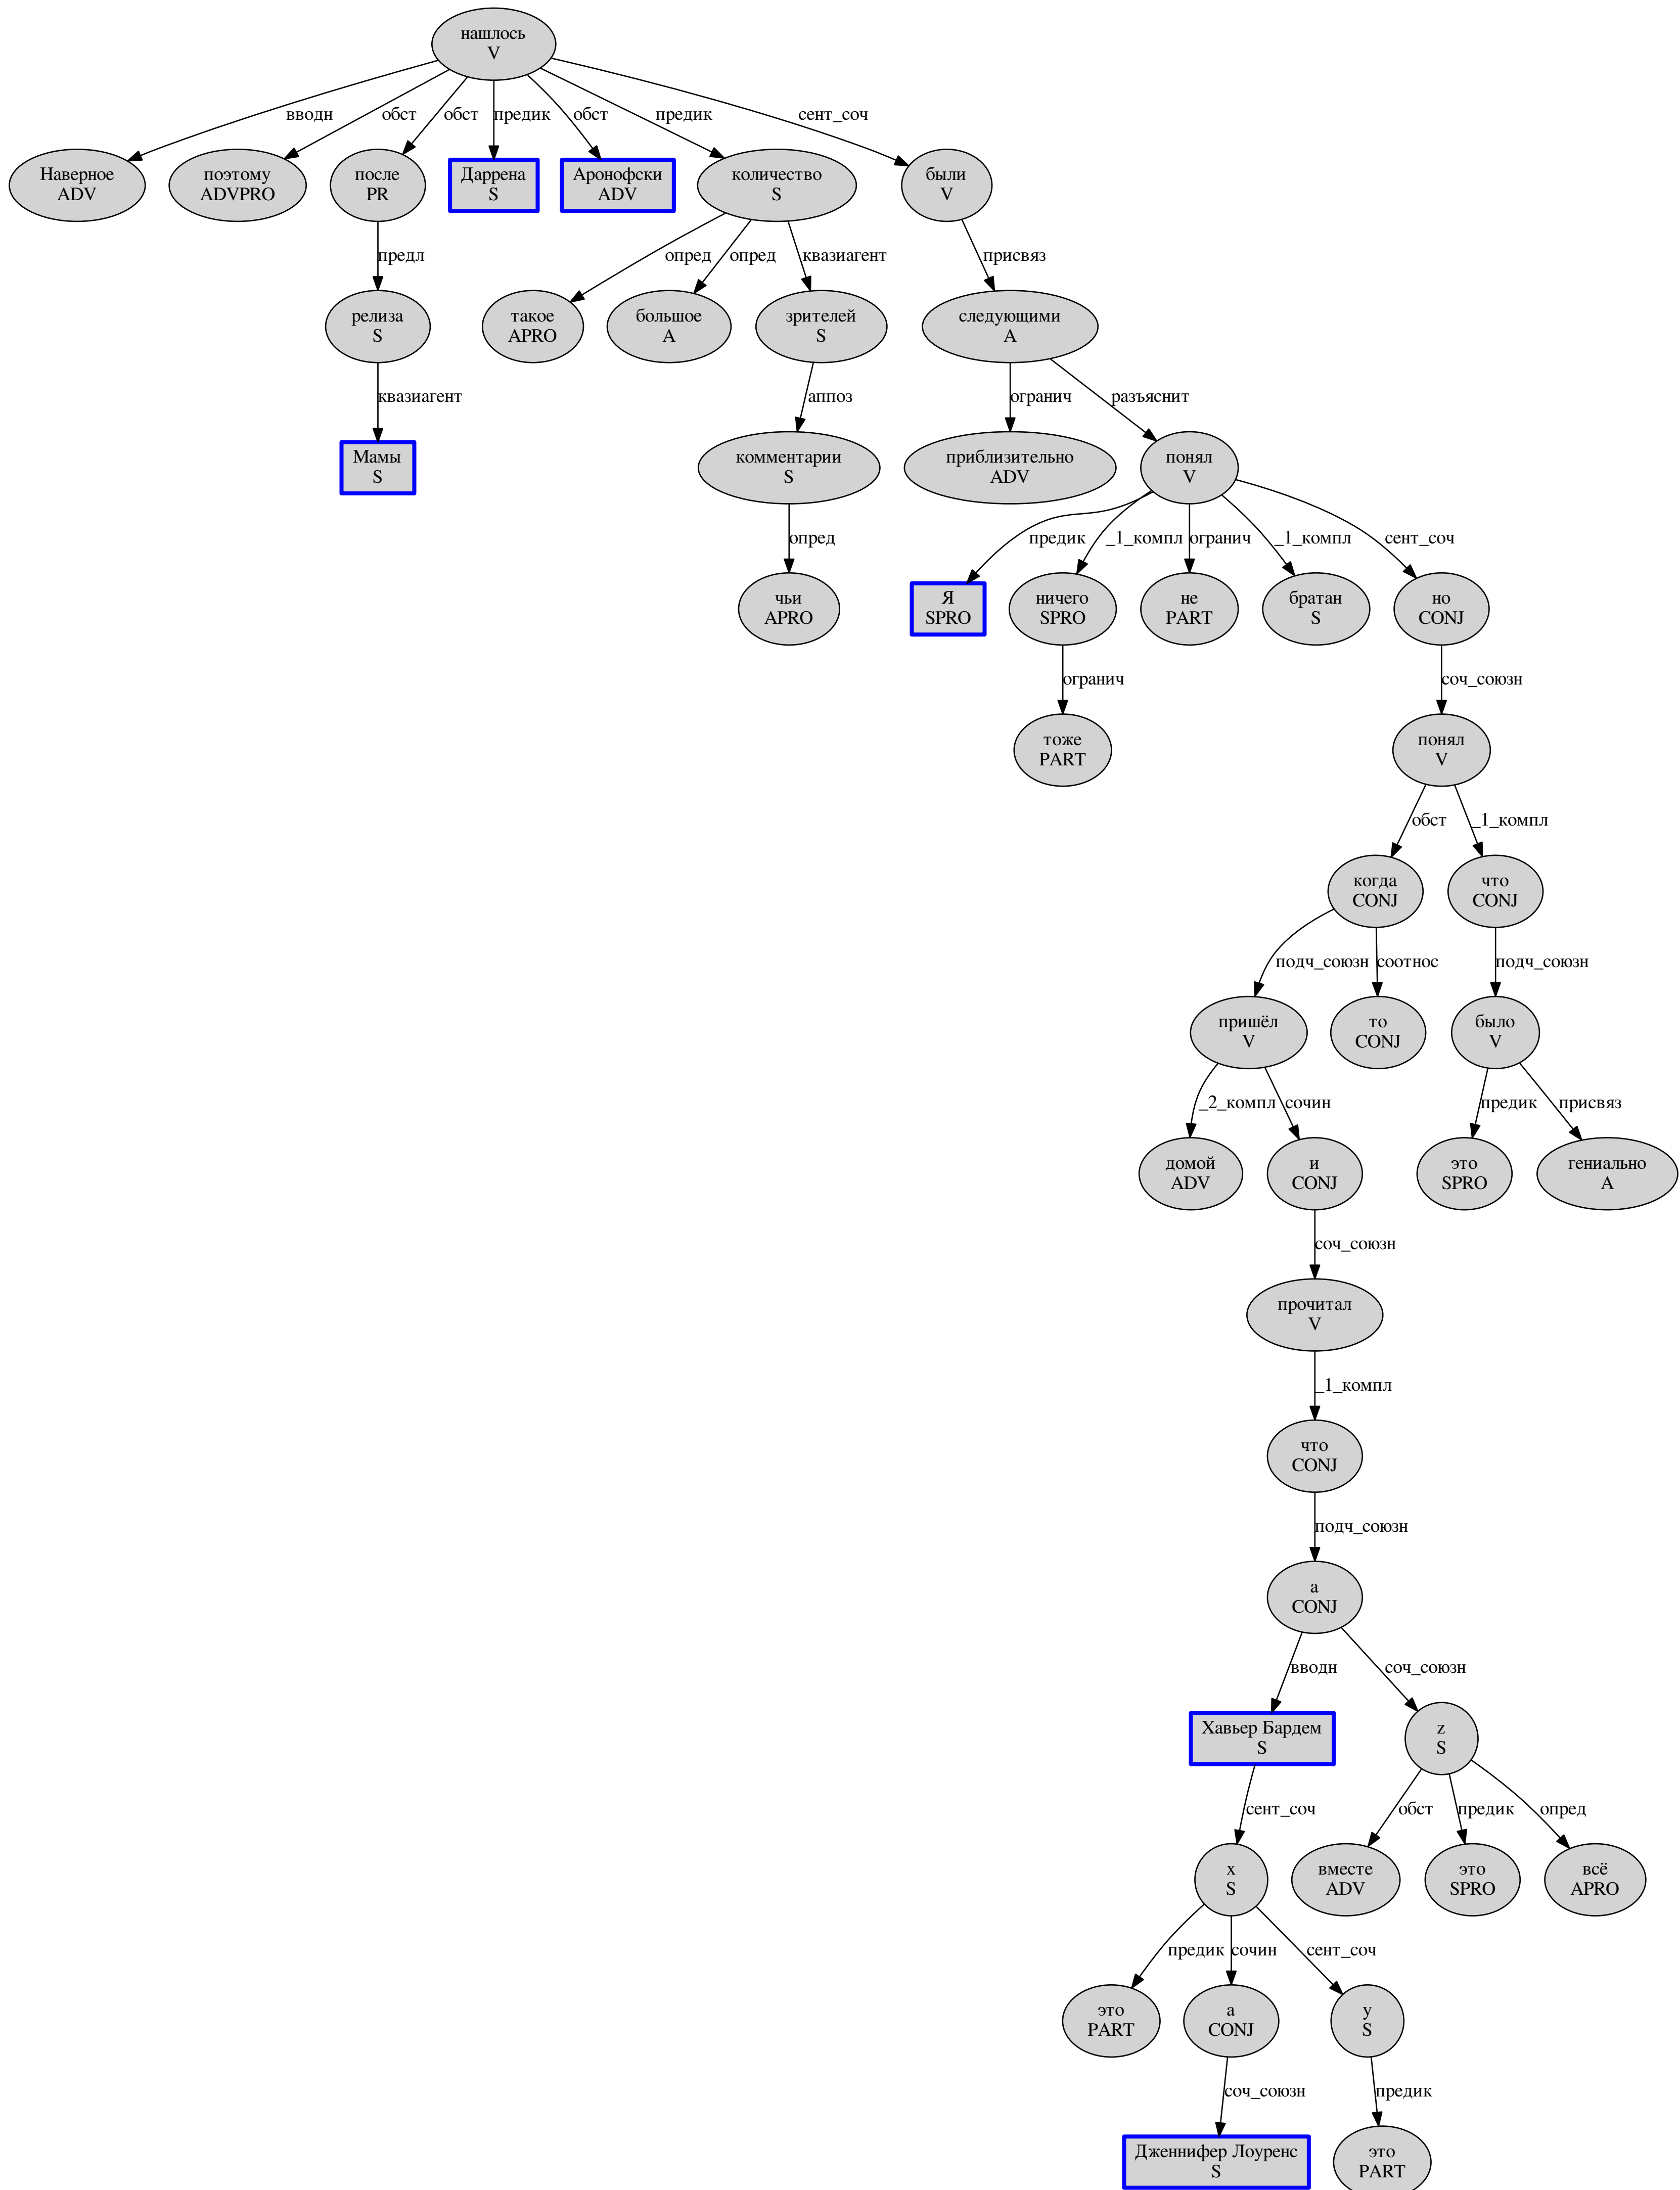 нашлось
V
вводн
обст
обст
предик
обст
предик
сент_соч
Наверное
ADV
поэтому
ADVPRO
после
PR
Даррена
S
Аронофски
ADV
количество
S
были
V
предл
опред
опред
квазиагент
присвяз
релиза
S
такое
APRO
большое
A
зрителей
S
следующими
A
квазиагент
аппоз
огранич
разъяснит
Мамы
S
комментарии
S
приблизительно
ADV
понял
V
опред
предик
_1_компл
огранич
_1_компл
сент_соч
чьи
APRO
Я
SPRO
ничего
SPRO
не
PART
братан
S
но
CONJ
огранич
соч_союзн
тоже
PART
понял
V
обст
_1_компл
когда
CONJ
что
CONJ
подч_союзн
соотнос
подч_союзн
пришёл
V
то
CONJ
было
V
_2_компл
сочин
предик
присвяз
домой
ADV
и
CONJ
это
SPRO
гениально
A
соч_союзн
прочитал
V
_1_компл
что
CONJ
подч_союзн
а
CONJ
вводн
соч_союзн
Хавьер Бардем
S
z
S
сент_соч
обст
предик
опред
x
S
вместе
ADV
это
SPRO
всё
APRO
предик
сочин
сент_соч
это
PART
а
CONJ
y
S
соч_союзн
предик
Дженнифер Лоуренс
S
это
PART